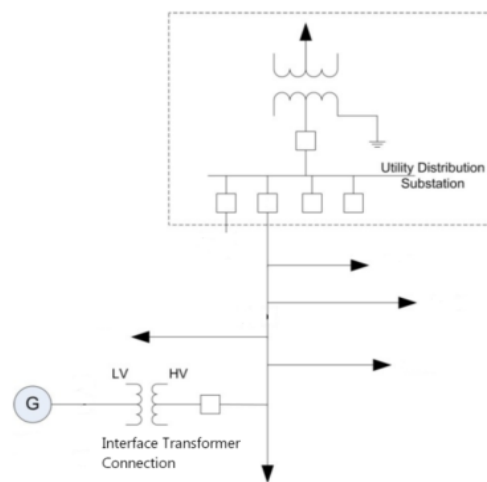 Utility Distribution
Substation
LV
HV
G
Interface Transformer
Connection